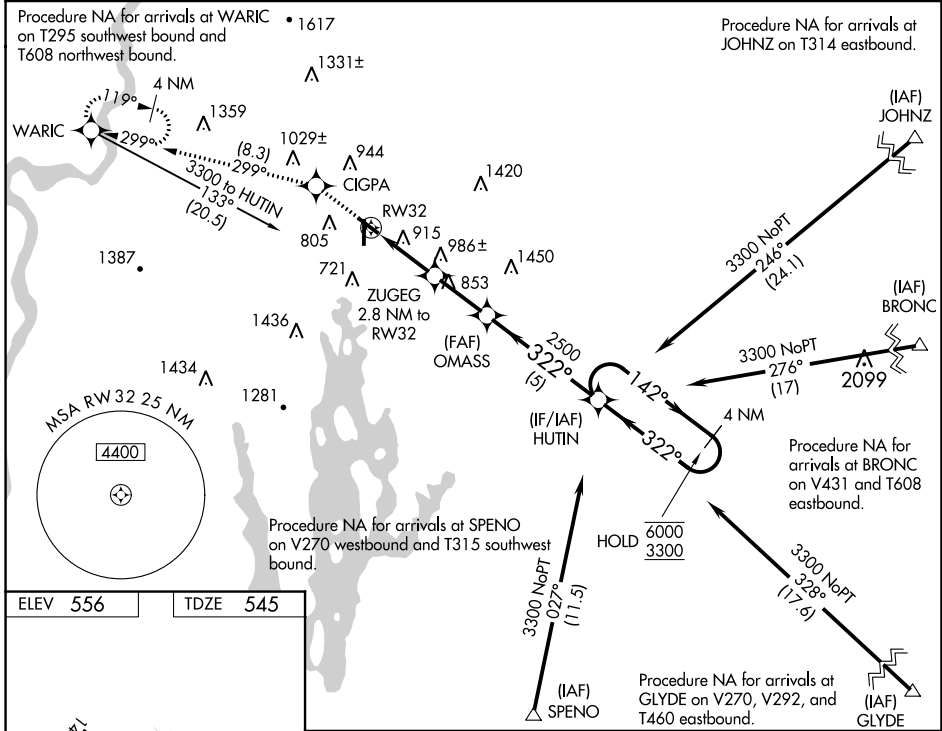 Procedure NA for arrivals at WARIC
on T295 southwest bound and
T608 northwest bound.
1617
Procedure NA for arrivals at
JOHNZ on T314 eastbound.
1331±
4 NM
119°
1359
WARIC
299°
(8.3)
299°
1029±
944
CIGPA
3300 to HUTIN
133°
(20.5)
1420
(IAF)
JOHNZ
805
RW32
915
986±
1450
853
721
1387
ZUGEG
2.8 NM to
RW32
3300 NoPT
246°
(24.1)
(IAF)
BRONC
1436
(FAF)
OMASS
2500
322°
(5)
3300 NoPT
276°
(17)
2099
1434
1281
142°
4 NM
(IF/IAF)
HUTIN
322°
MSA RW 32 25 NM
4400
Procedure NA for
arrivals at BRONC
on V431 and T608
eastbound.
Procedure NA for arrivals at SPENO
on V270 westbound and T315 southwest
bound.
HOLD
6000
3300
3300 NoPT
328°
(17.6)
3300 NoPT
027°
(11.5)
ELEV 556
TDZE 545
(IAF)
SPENO
Procedure NA for arrivals at
GLYDE on V270, V292, and
T460 eastbound.
(IAF)
GLYDE